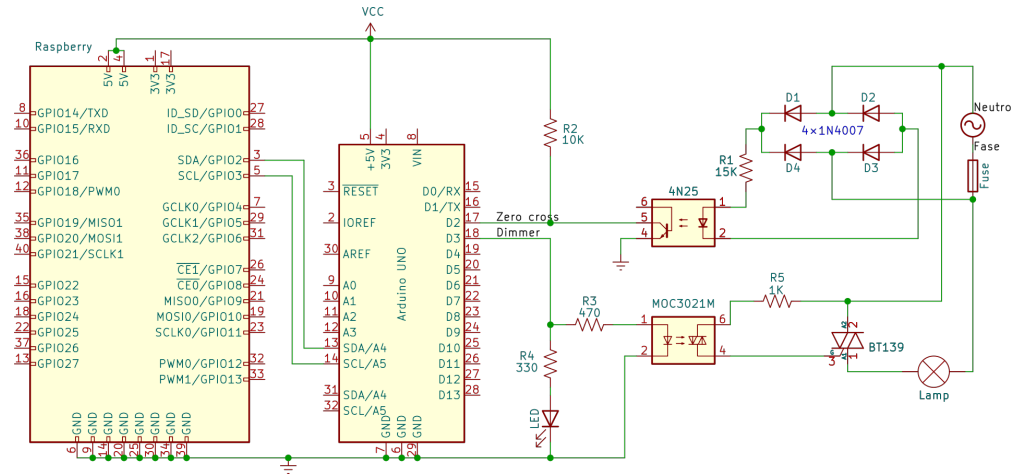 VCC
Raspberry
2
4
1
17
5V
5V
3V3
3V3
8
GPIO14/TXD
ID_SD/GPIO0
27
10
GPIO15/RXD
ID_SC/GPIO1
28
36
GPIO16
SDA/GPIO2
3
11
GPIO17
SCL/GPIO3
5
12
GPIO18/PWM0
GCLK0/GPIO4
7
35
GPIO19/MISO1
GCLK1/GPIO5
29
38
GPIO20/MOSI1
GCLK2/GPIO6
31
40
GPIO21/SCLK1
CE1/GPIO7
26
15
GPIO22
CE0/GPIO8
24
16
GPIO23
MISO0/GPIO9
21
18
GPIO24
MOSI0/GPIO10
19
22
GPIO25
SCLK0/GPIO11
23
37
GPIO26
13
GPIO27
PWM0/GPIO12
32
PWM1/GPIO13
33
GND
GND
GND
GND
GND
GND
GND
GND
6
9
14
20
25
30
34
39
5
4
8
+5V
3V3
VIN
3
RESET
D0/RX
15
D1/TX
16
2
IOREF
D2
17
D3
18
30
AREF
D4
19
D5
20
9
A0
D6
21
10
A1
D7
22
11
A2
D8
23
12
A3
D9
24
13
SDA/A4
D10
25
14
SCL/A5
D11
26
D12
27
31
SDA/A4
D13
28
32
SCL/A5
Arduino UNO
GND
GND
GND
7
6
29
Zero cross
Dimmer
R2
10K
R3
470
R4
330
LED
4N25
6
5
4
1
2
R1
15K
D1
D2
4x1N4007
D4
D3
Neutro
Fase
Fuse
MOC3021M
1
2
6
4
R5
1K
A2
2
G
A1
3
1
BT139
Lamp